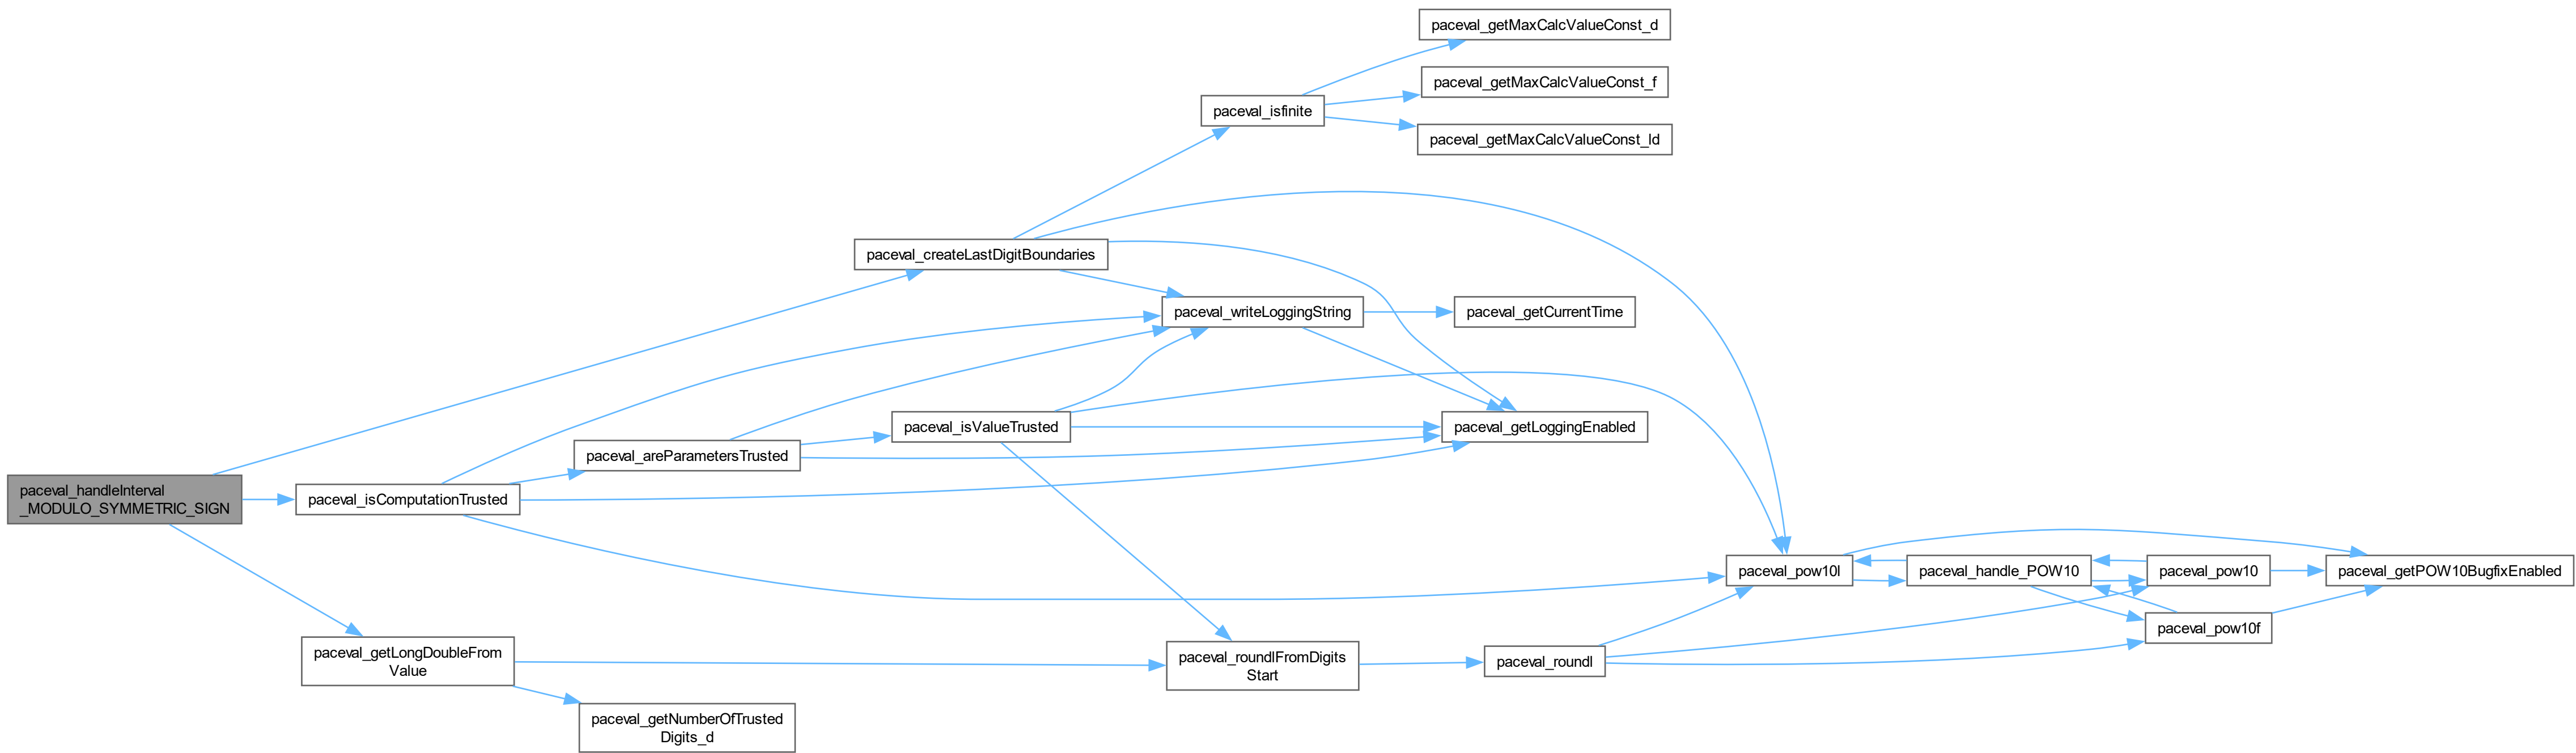 paceval_getMaxCalcValueConst_d
paceval_getMaxCalcValueConst_f
paceval_isfinite
paceval_getMaxCalcValueConst_ld
paceval_createLastDigitBoundaries
paceval_writeLoggingString
paceval_getCurrentTime
paceval_isValueTrusted
paceval_getLoggingEnabled
paceval_areParametersTrusted
paceval_handleInterval
_MODULO_SYMMETRIC_SIGN
paceval_isComputationTrusted
paceval_pow10l
paceval_handle_POW10
paceval_pow10
paceval_getPOW10BugfixEnabled
paceval_pow10f
paceval_getLongDoubleFrom
Value
paceval_roundlFromDigits
Start
paceval_roundl
paceval_getNumberOfTrusted
Digits_d